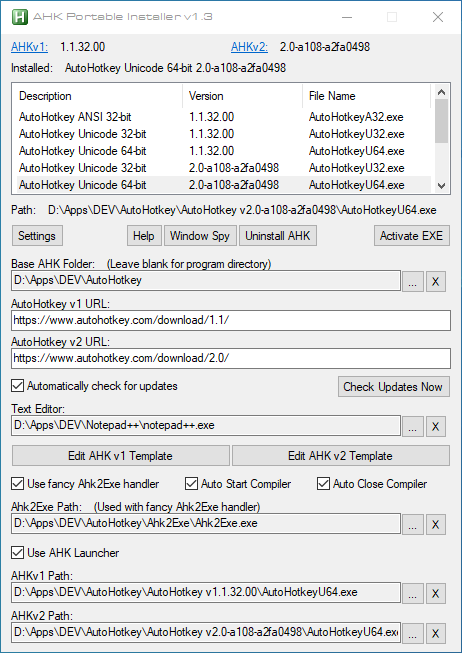 H AHK Portable Installer v1.3
AHKv1: 1.1.32.00 AHKv2: 2.0-a108-a2fa0498
Installed: AutoHotkey Unicode 64-bit 2.0-a108-a2fa0498
Description Version File Name
AutoHotkey ANSI 32-bit 1.1.32.00 AutoHotkeyA32.exe
AutoHotkey Unicode 32-bit 1.1.32.00 AutoHotkeyU32.exe
AutoHotkey Unicode 64-bit 1.1.32.00 AutoHotkeyU64.exe
AutoHotkey Unicode 32-bit 2.0-a108-a2fa0498 AutoHotkeyU32.exe
AutoHotkey Unicode 64-bit 2.0-a108-a2fa0498 AutoHotkeyU64.exe
Path: D:\Apps\DEV\AutoHotkey\AutoHotkey v2.0-a108-a2fa0498\AutoHotkeyU64.exe
Settings Help Window Spy Uninstall AHK Activate EXE
Base AHK Folder: (Leave blank for program directory)
D:\Apps\DEV\AutoHotkey ... X
AutoHotkey v1 URL:
https://www.autohotkey.com/download/1.1/
AutoHotkey v2 URL:
https://www.autohotkey.com/download/2.0/
Automatically check for updates Check Updates Now
Text Editor:
D:\Apps\DEV\Notepad++\notepad++.exe ... X
Edit AHK v1 Template Edit AHK v2 Template
Use fancy Ahk2Exe handler Auto Start Compiler Auto Close Compiler
Ahk2Exe Path: (Used with fancy Ahk2Exe handler)
D:\Apps\DEV\AutoHotkey\Ahk2Exe\Ahk2Exe.exe ... X
Use AHK Launcher
AHKv1 Path:
D:\Apps\DEV\AutoHotkey\AutoHotkey v1.1.32.00\AutoHotkeyU64.exe ... X
AHKv2 Path:
D:\Apps\DEV\AutoHotkey\AutoHotkey v2.0-a108-a2fa0498\AutoHotkeyU64.exe ... X